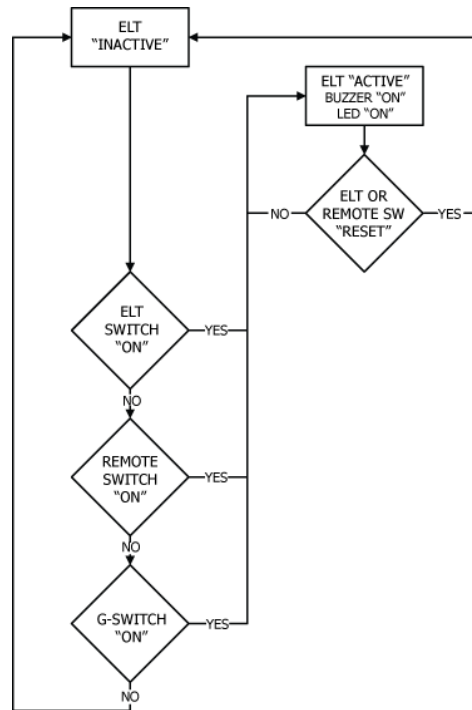 ELT
“INACTIVE”
ELT “ACTIVE”
BUZZER “ON”
LED “ON”
ELT OR
REMOTE SW
“RESET”
NO
YES
ELT
SWITCH
“ON”
YES
NO
REMOTE
SWITCH
“ON”
YES
NO
G-SWITCH
“ON”
YES
NO